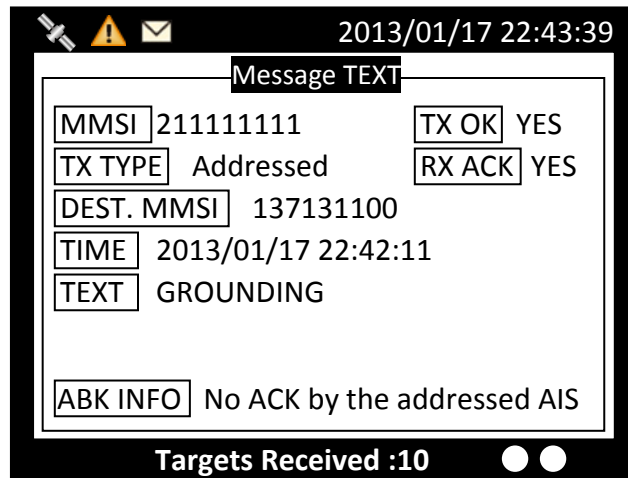 2013/01/17 22:43:39
Message TEXT
MMSI 211111111 TX OK YES
TX TYPE Addressed RX ACK YES
DEST. MMSI 137131100
TIME 2013/01/17 22:42:11
TEXT GROUNDING
ABK INFO No ACK by the addressed AIS
Targets Received :10